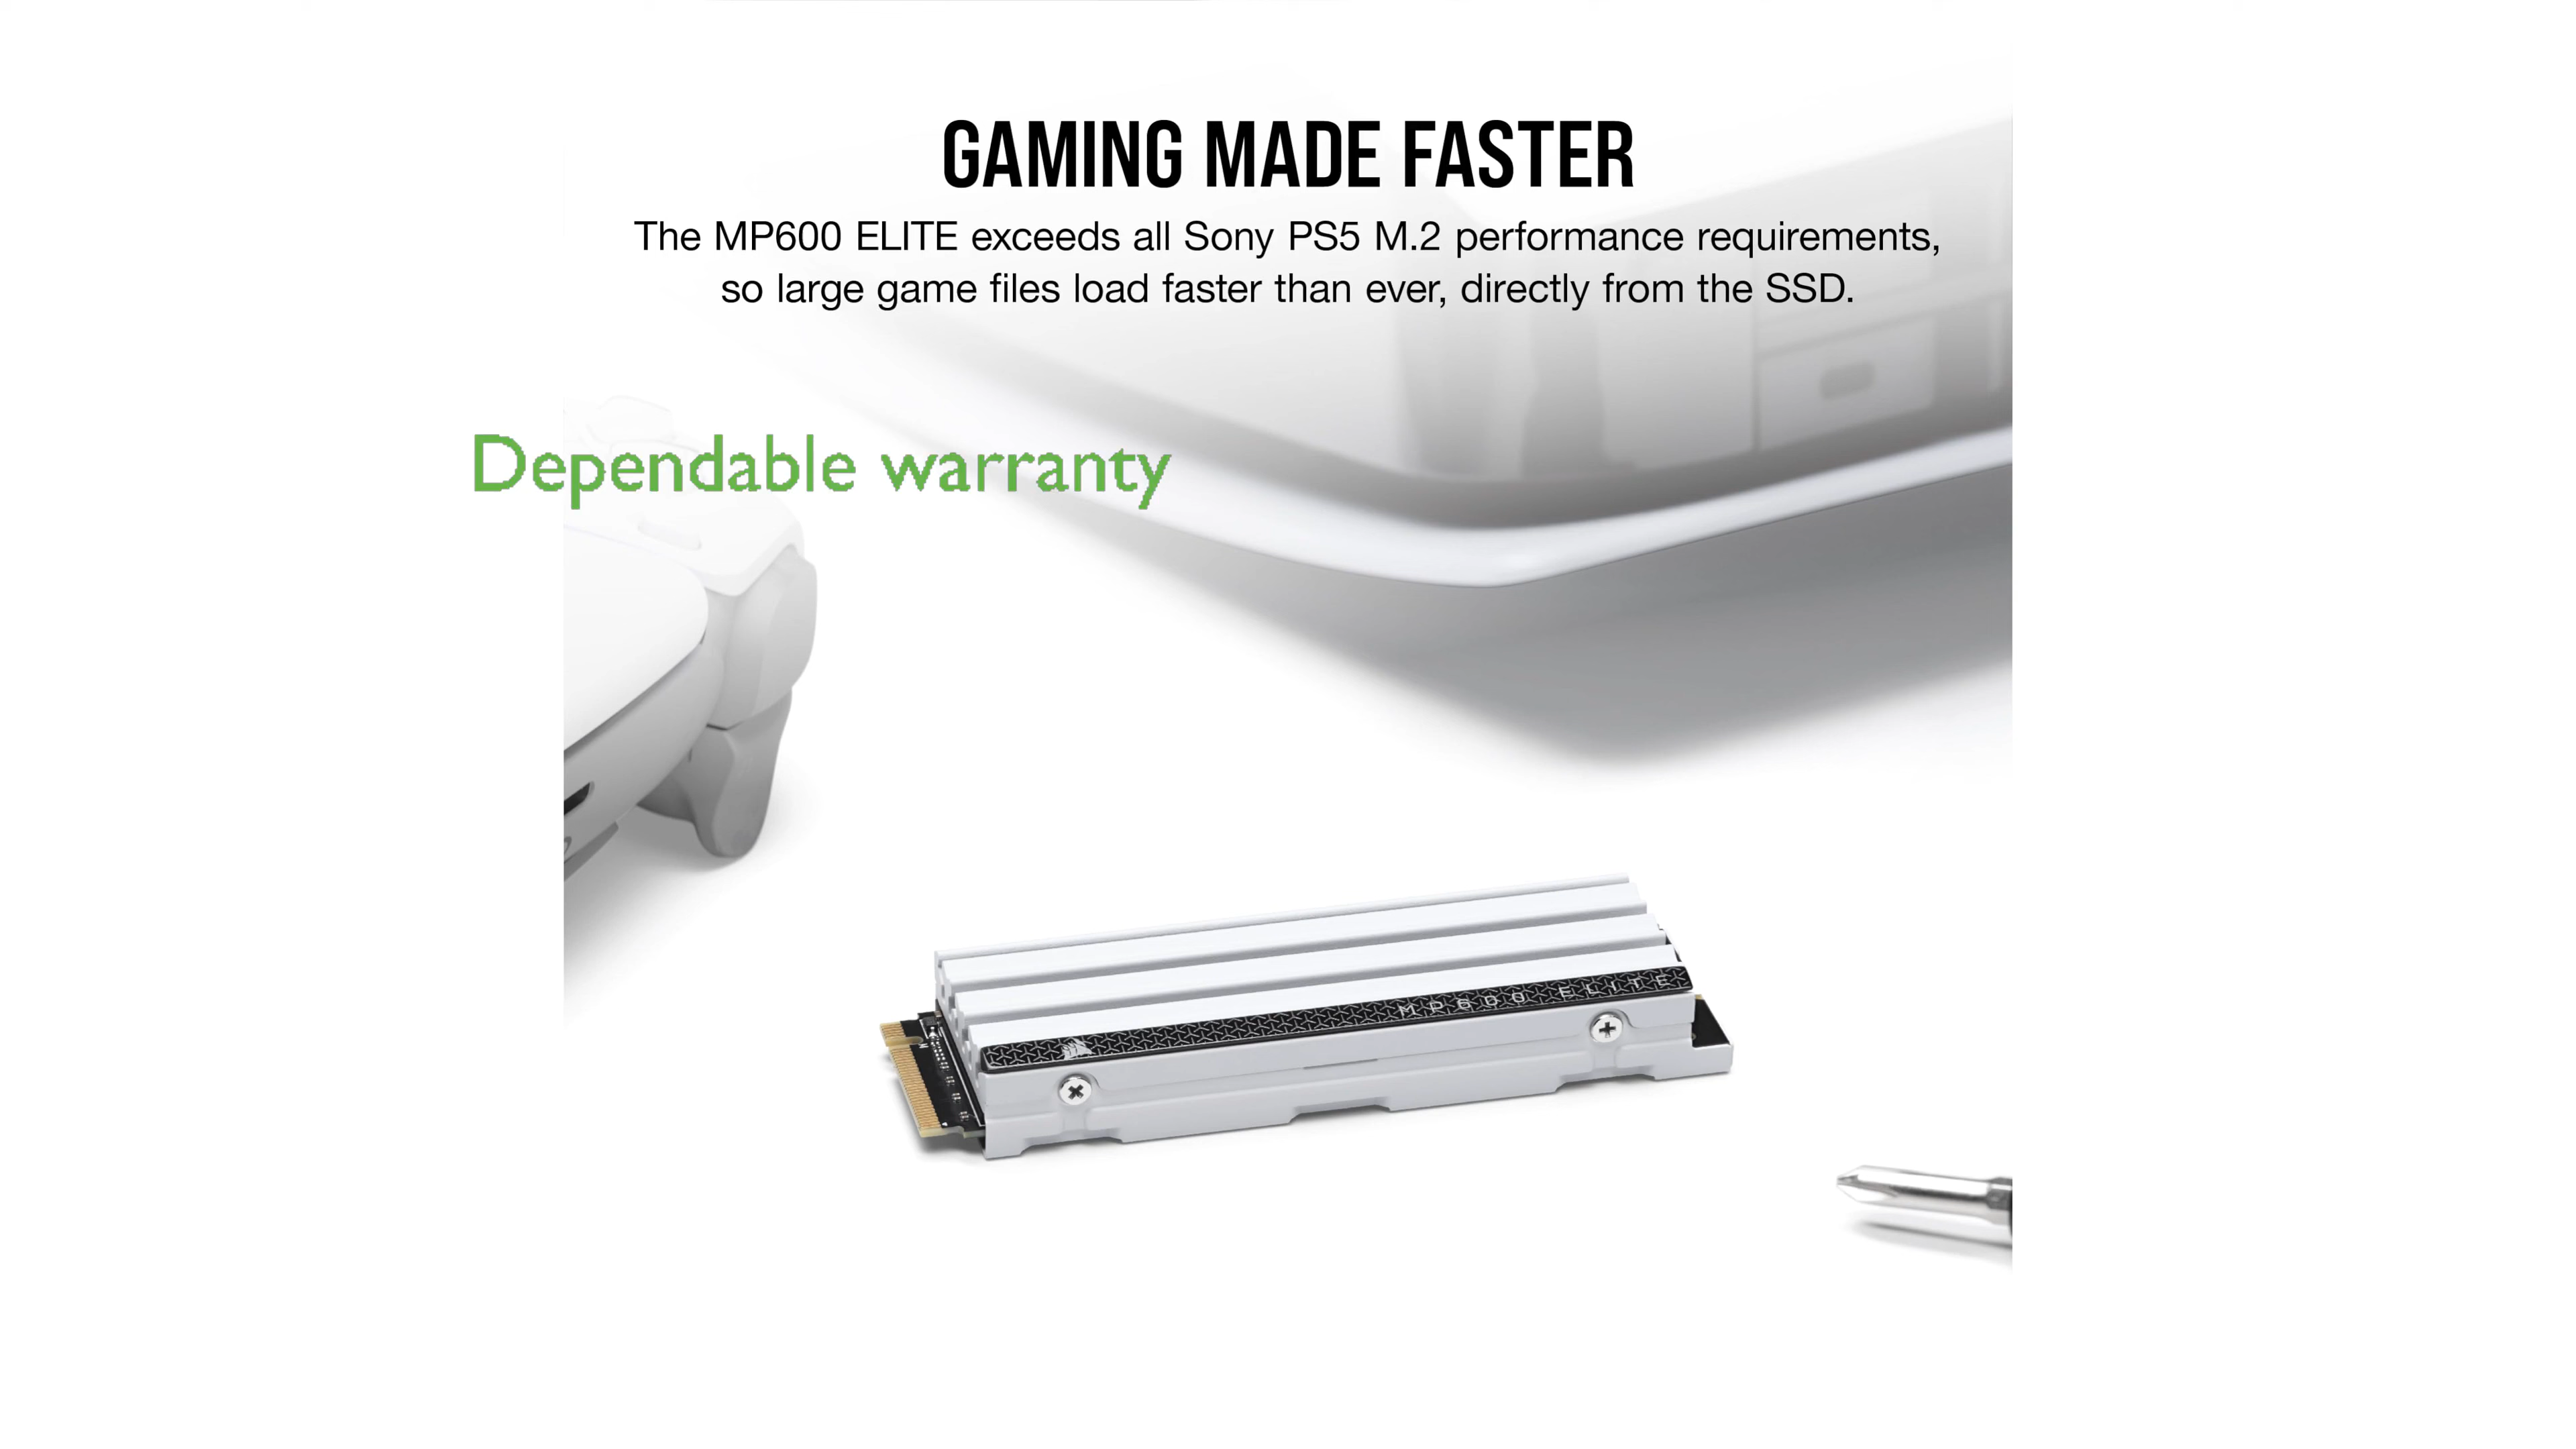 GAMING MADE FASTER
The MP600 ELITE exceeds all Sony PS5 M.2 performance requirements,
so large game files load faster than ever, directly from the SSD.
Dependable warranty
MP600 ELITE